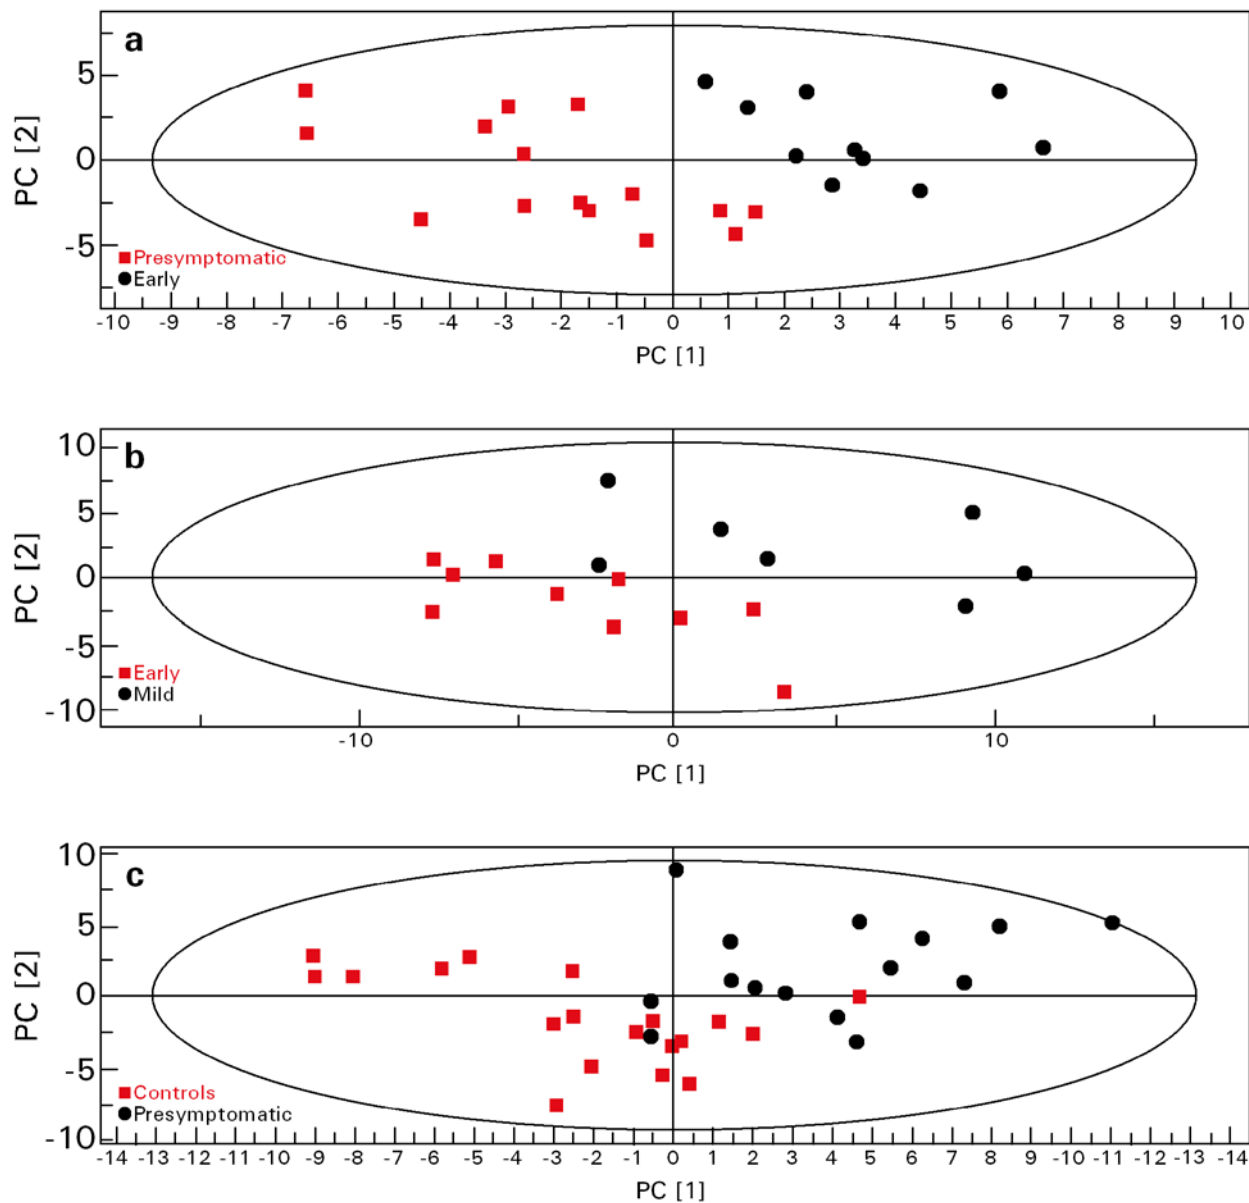 a
5
0
-5
PC [2]
Presymptomatic
Early
-10 -9 -8 -7 -6 -5 -4 -3 -2 -1 0 1 2 3 4 5 6 7 8 9 10
PC [1]
b
10
5
0
-5
-10
PC [2]
Early
Mild
-10 0 10
PC [1]
c
10
5
0
-5
-10
PC [2]
Controls
Presymptomatic
-14 -13 -12 -11 -10 -9 -8 -7 -6 -5 -4 -3 -2 -1 0 1 2 3 4 5 6 7 8 9 -10 -11 -12 -13 -14
PC [1]